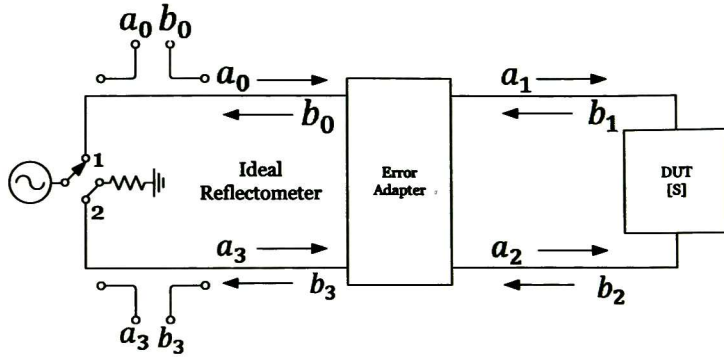 a₀ b₀
a₀
b₀
a₁
b₁
1
2
Ideal
Reflectometer
Error
Adapter
DUT
[S]
a₃
b₃
a₂
b₂
a₃ b₃